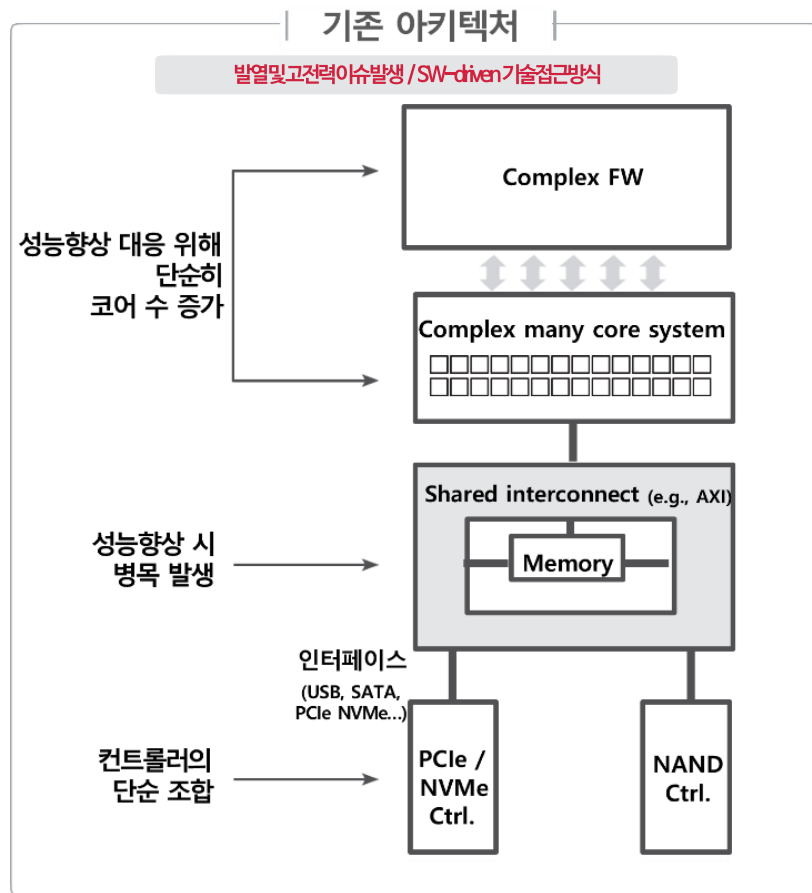 기존 아키텍처
발열및고전력이슈발생 / SW-driven 기술접근방식
Complex FW
성능향상 대응 위해
단순히
코어 수 증가
Complex many core system
Shared interconnect (e.g., AXI)
Memory
성능향상 시
병목 발생
인터페이스
(USB, SATA,
PCIe NVMe...)
컨트롤러의
단순 조합
PCIe /
NVMe
Ctrl.
NAND
Ctrl.